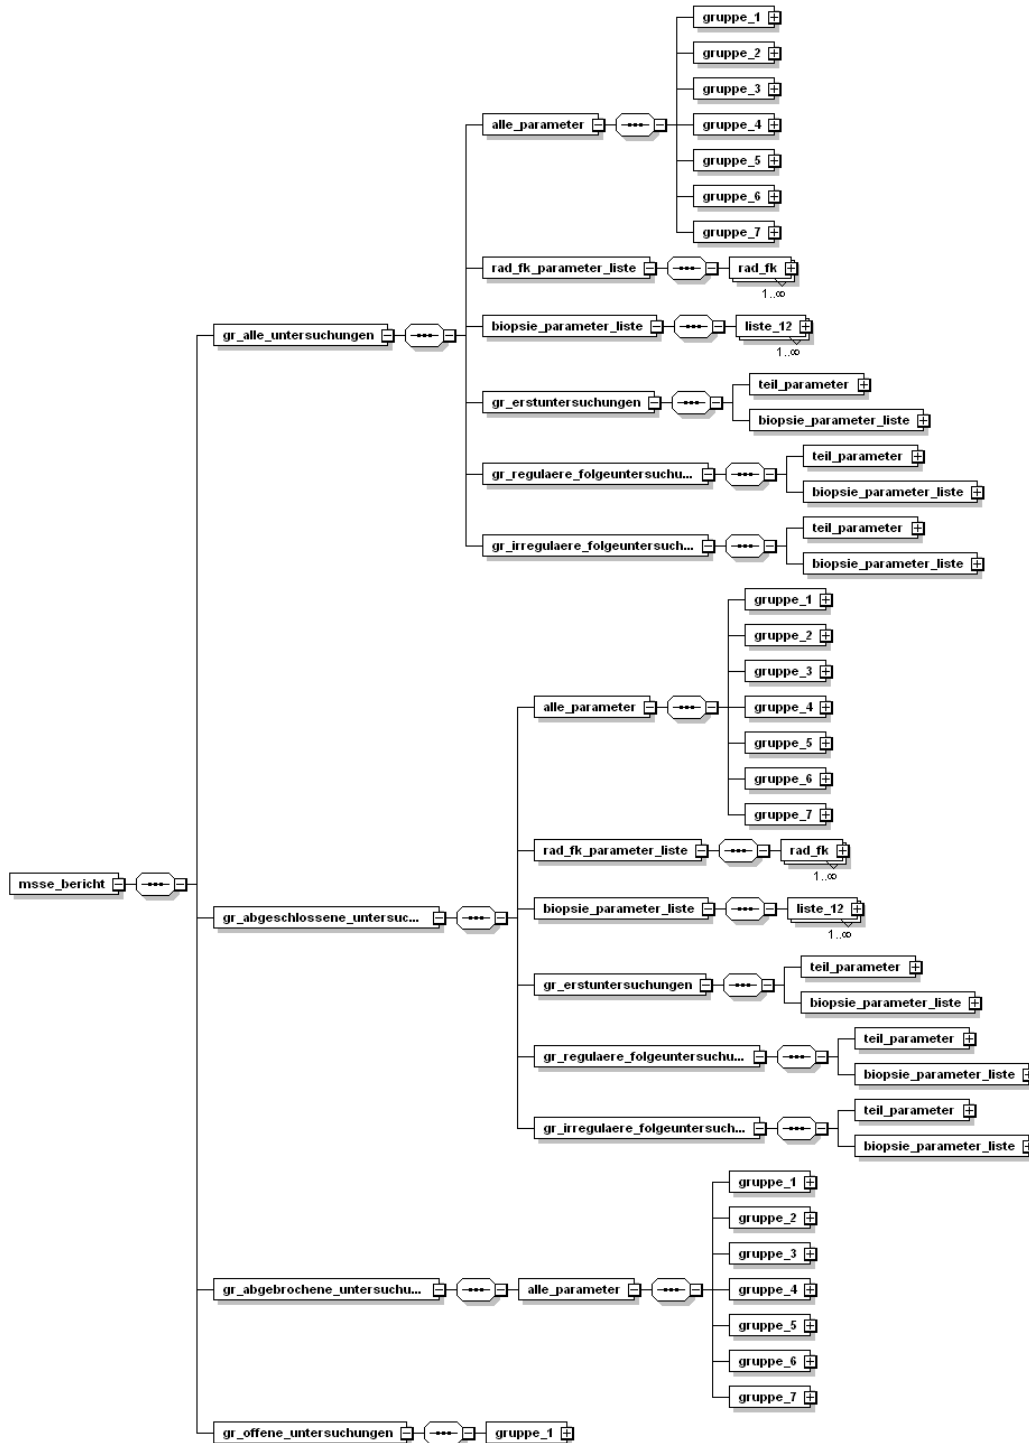 gruppe_1
gruppe_2
gruppe_3
alle_parameter
gruppe_4
gruppe_5
gruppe_6
gruppe_7
rad_fk_parameter_liste
rad_fk
1..∞
gr_alle_untersuchungen
biopsie_parameter_liste
liste_12
1..∞
gr_erstuntersuchungen
teil_parameter
biopsie_parameter_liste
gr_regulaere_folgeuntersuchu...
teil_parameter
biopsie_parameter_liste
gr_irregulaere_folgeuntersuch...
teil_parameter
biopsie_parameter_liste
gruppe_1
gruppe_2
gruppe_3
alle_parameter
gruppe_4
gruppe_5
gruppe_6
gruppe_7
rad_fk_parameter_liste
rad_fk
1..∞
msse_bericht
gr_abgeschlossene_untersuc...
biopsie_parameter_liste
liste_12
1..∞
gr_erstuntersuchungen
teil_parameter
biopsie_parameter_liste
gr_regulaere_folgeuntersuchu...
teil_parameter
biopsie_parameter_liste
gr_irregulaere_folgeuntersuch...
teil_parameter
biopsie_parameter_liste
gruppe_1
gruppe_2
gruppe_3
gr_abgebrochene_untersuchu...
alle_parameter
gruppe_4
gruppe_5
gruppe_6
gruppe_7
gr_offene_untersuchungen
gruppe_1